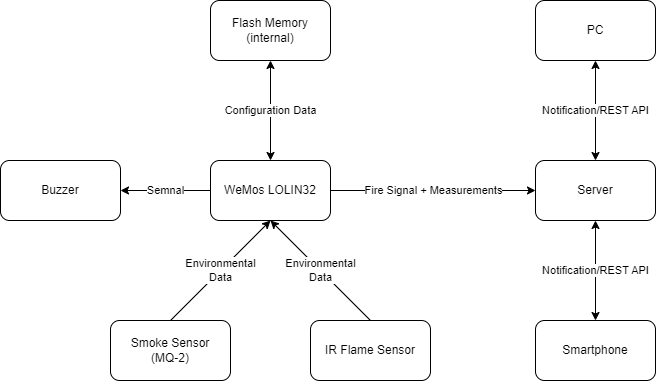 Flash Memory
(internal)
PC
Configuration Data
Notification/REST API
Buzzer
Semnal
WeMos LOLIN32
Fire Signal + Measurements
Server
Environmental
Data
Environmental
Data
Notification/REST API
Smoke Sensor
(MQ-2)
IR Flame Sensor
Smartphone